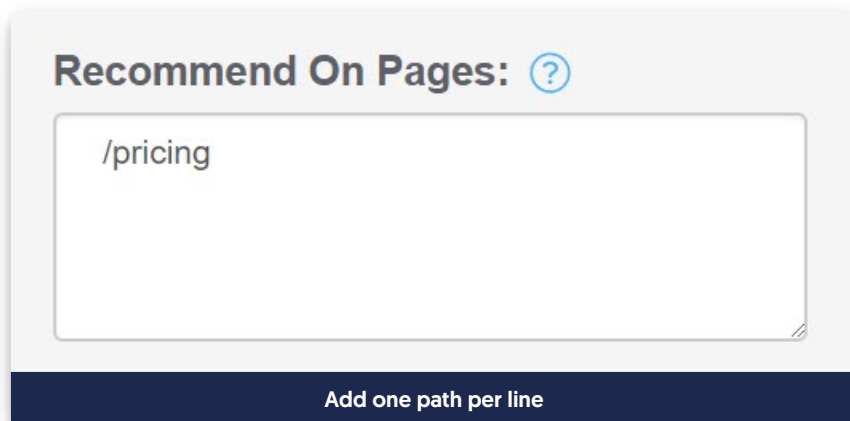 Recommend On Pages: ?
/pricing
Add one path per line